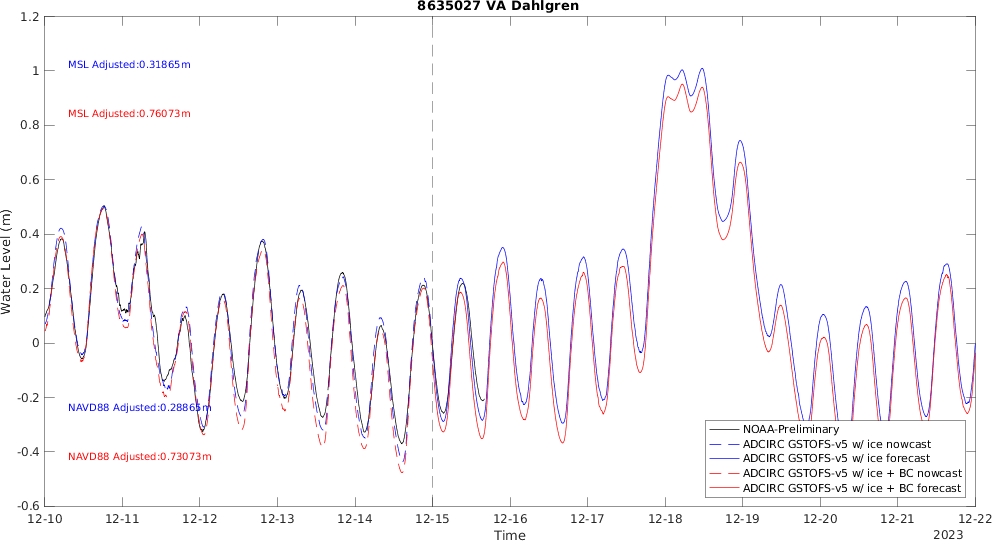 8635027 VA Dahlgren
1.2
1
0.8
0.6
0.4
0.2
0
-0.2
-0.4
-0.6
Water Level (m)
MSL Adjusted:0.31865m
MSL Adjusted:0.76073m
NAVD88 Adjusted:0.28865m
NAVD88 Adjusted:0.73073m
NOAA-Preliminary
ADCIRC GSTOFS-v5 w/ ice nowcast
ADCIRC GSTOFS-v5 w/ ice forecast
ADCIRC GSTOFS-v5 w/ ice + BC nowcast
ADCIRC GSTOFS-v5 w/ ice + BC forecast
12-10 12-11 12-12 12-13 12-14 12-15 12-16 12-17 12-18 12-19 12-20 12-21 12-22
Time
2023